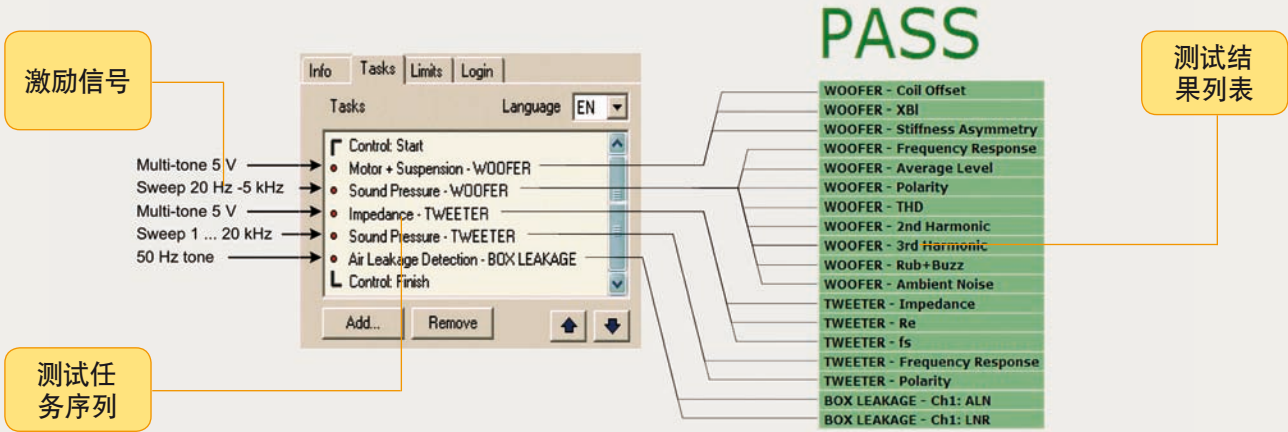 PASS
激励信号
测试结
果列表
测试任
务序列
Info Tasks Limits Login
Tasks Language EN
Control: Start
Motor + Suspension - WOOFER
Sound Pressure - WOOFER
Impedance - TWEETER
Sound Pressure - TWEETER
Air Leakage Detection - BOX LEAKAGE
Control: Finish
Add... Remove
Multi-tone 5 V
Sweep 20 Hz -5 kHz
Multi-tone 5 V
Sweep 1 ... 20 kHz
50 Hz tone
WOOFER - Coil Offset
WOOFER - XBl
WOOFER - Stiffness Asymmetry
WOOFER - Frequency Response
WOOFER - Average Level
WOOFER - Polarity
WOOFER - THD
WOOFER - 2nd Harmonic
WOOFER - 3rd Harmonic
WOOFER - Rub+Buzz
WOOFER - Ambient Noise
TWEETER - Impedance
TWEETER - Re
TWEETER - fs
TWEETER - Frequency Response
TWEETER - Polarity
BOX LEAKAGE - Ch1: ALN
BOX LEAKAGE - Ch1: LNR